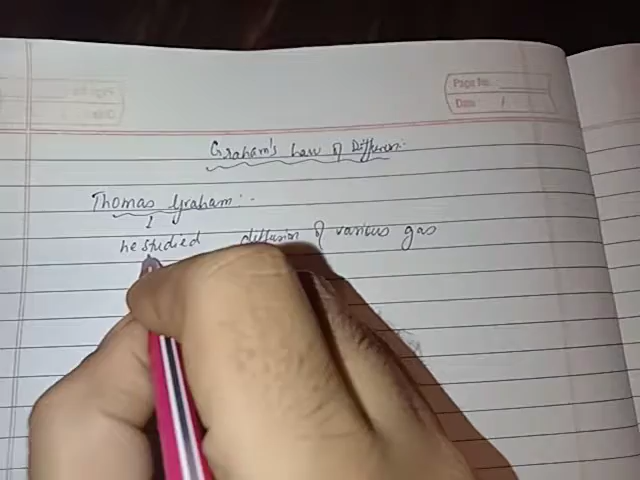 Page No:
Date: /
Graham's Law of Diffusion:
Thomas Graham:-
he studied diffusion of various gas